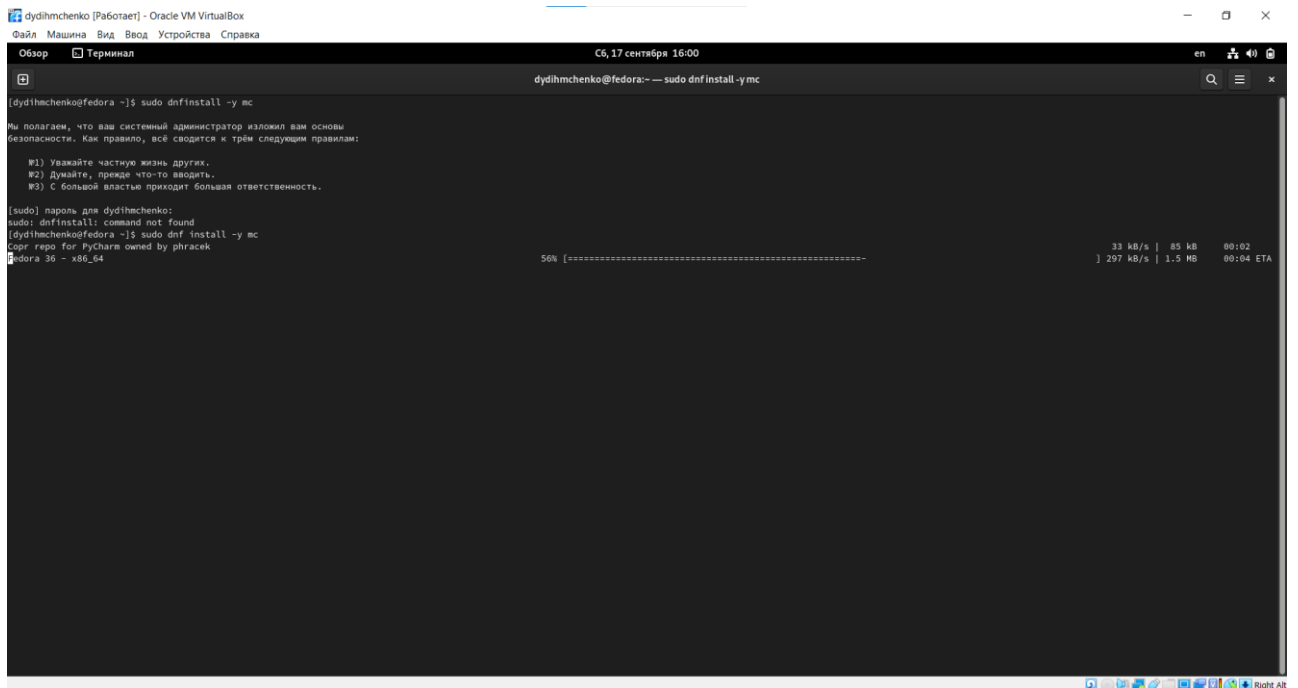 dydihmchenko [Работает] - Oracle VM VirtualBox
Файл Машина Вид Ввод Устройства Справка
Обзор Терминал Сб, 17 сентября 16:00 en
dydihmchenko@fedora:~ — sudo dnf install -y mc
[dydihmchenko@fedora ~]$ sudo dnfinstall -y mc
Мы полагаем, что ваш системный администратор изложил вам основы
безопасности. Как правило, всё сводится к трём следующим правилам:
№1) Уважайте частную жизнь других.
№2) Думайте, прежде что-то вводить.
№3) С большой властью приходит большая ответственность.
[sudo] пароль для dydihmchenko:
sudo: dnfinstall: command not found
[dydihmchenko@fedora ~]$ sudo dnf install -y mc
Copr repo for PyCharm owned by phracek 33 kB/s | 85 kB 00:02
Fedora 36 - x86_64 56% [========================================================- ] 297 kB/s | 1.5 MB 00:04 ETA
Right Alt